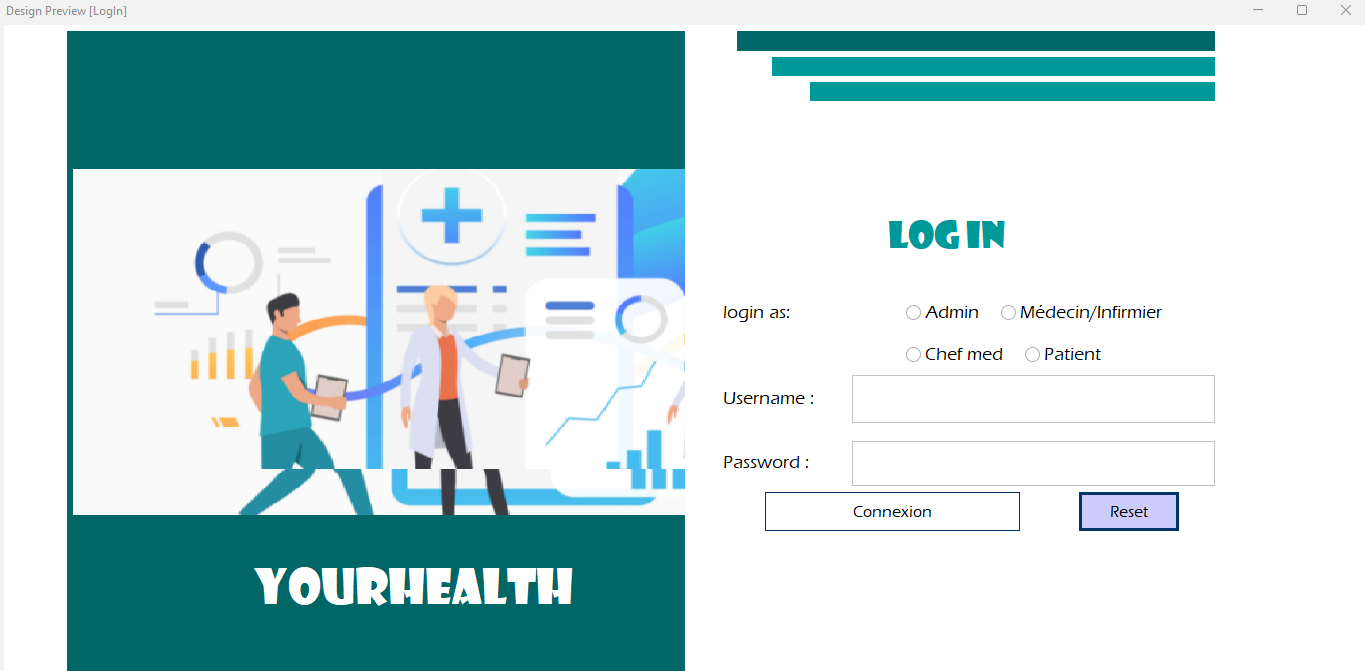 Design Preview [LogIn]
LOG IN
login as:
Admin
Médecin/Infirmier
Chef med
Patient
Username :
Password :
Connexion
Reset
YOURHEALTH